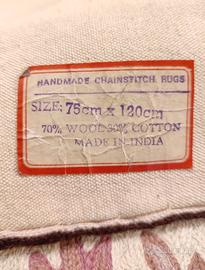 HANDMADE CHAINSTITCH RUGS
SIZE: 75cm x 120cm
70% WOOL 30% COTTON
MADE IN INDIA